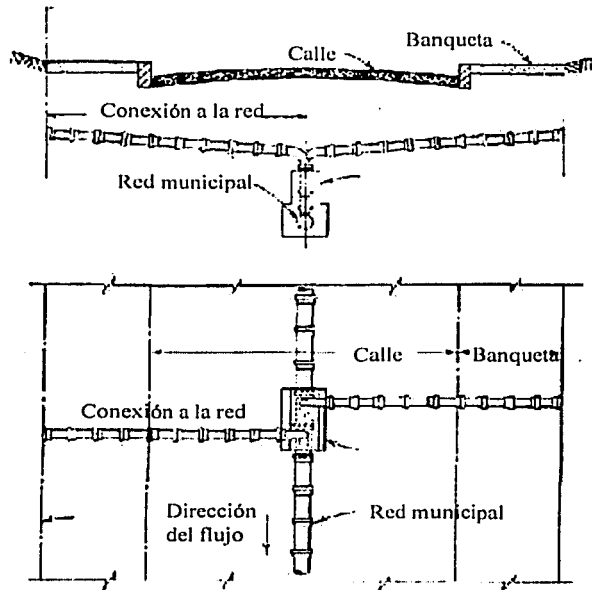 Calle
Banqueta
Conexión a la red
Red municipal
Calle
Banqueta
Conexión a la red
Dirección
del flujo
Red municipal